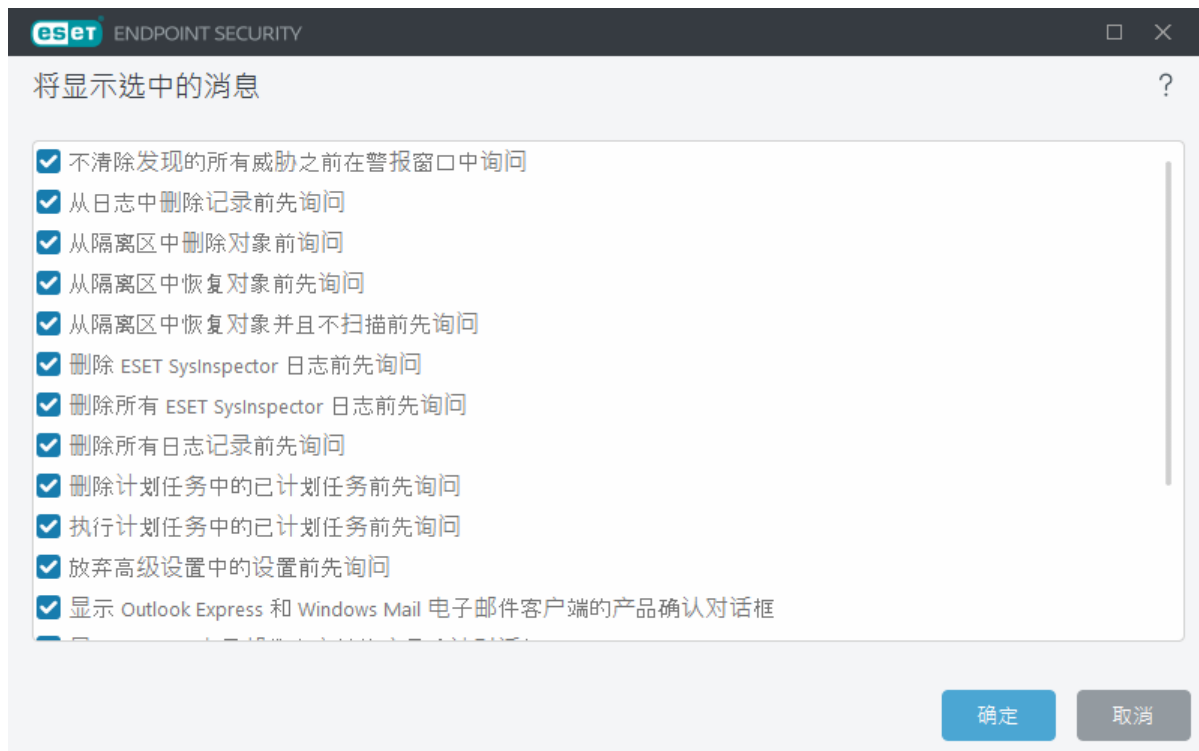 eset ENDPOINT SECURITY
将显示选中的消息
?
不清除发现的所有威胁之前在警报窗口中询问
从日志中删除记录前先询问
从隔离区中删除对象前询问
从隔离区中恢复对象前先询问
从隔离区中恢复对象并且不扫描前先询问
删除 ESET SysInspector 日志前先询问
删除所有 ESET SysInspector 日志前先询问
删除所有日志记录前先询问
删除计划任务中的已计划任务前先询问
执行计划任务中的已计划任务前先询问
放弃高级设置中的设置前先询问
显示 Outlook Express 和 Windows Mail 电子邮件客户端的产品确认对话框
确定
取消